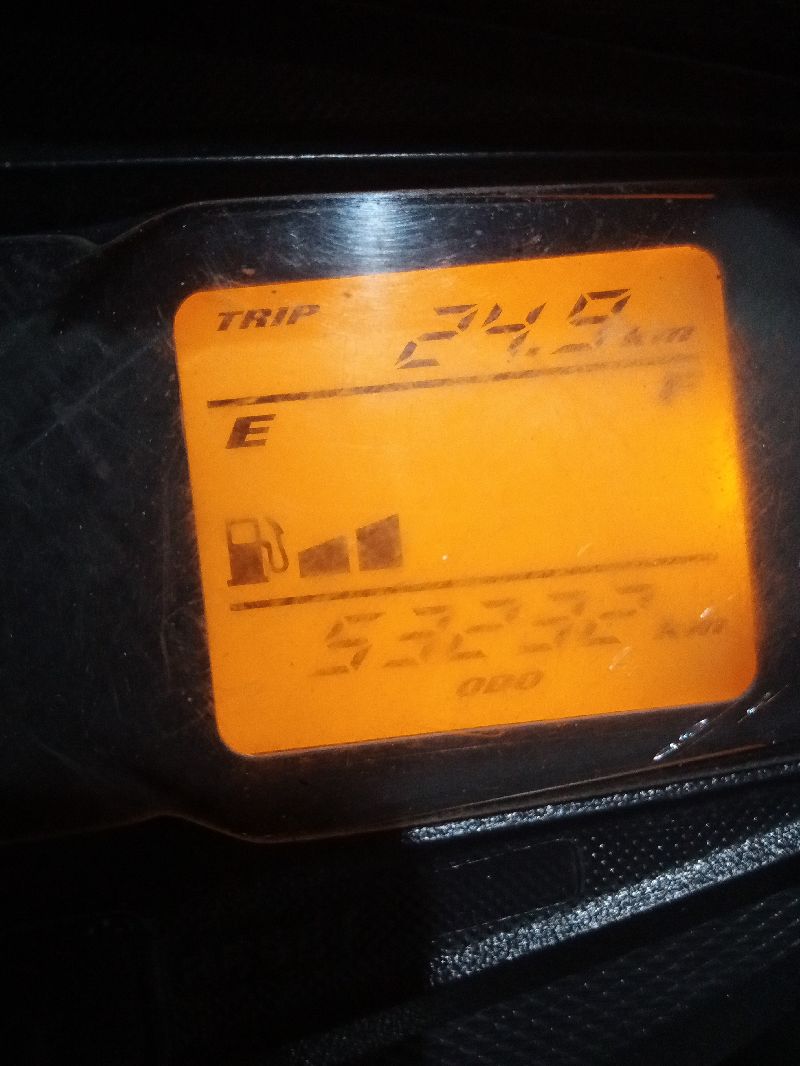 TRIP 24.9 km
E F
53232 km
ODO